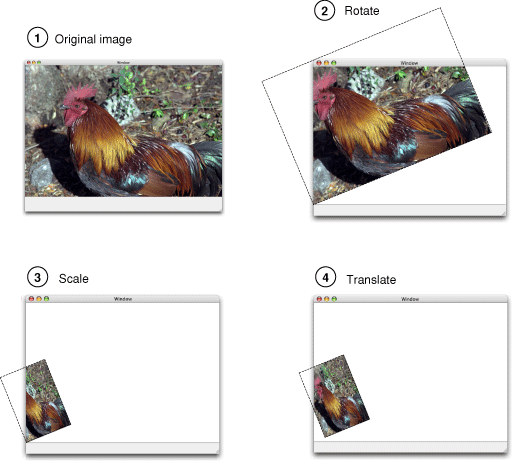 1 Original image
Window
2 Rotate
Window
3 Scale
Window
4 Translate
Window